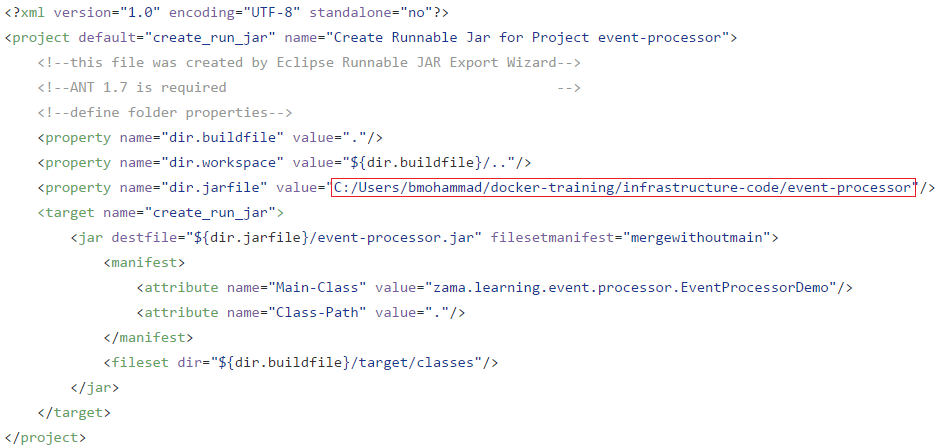 <?xml version="1.0" encoding="UTF-8" standalone="no"?>
<project default="create_run_jar" name="Create Runnable Jar for Project event-processor">
    <!--this file was created by Eclipse Runnable JAR Export Wizard-->
    <!--ANT 1.7 is required                                        -->
    <!--define folder properties-->
    <property name="dir.buildfile" value="."/>
    <property name="dir.workspace" value="${dir.buildfile}/.."/>
    <property name="dir.jarfile" value="C:/Users/bmohammad/docker-training/infrastructure-code/event-processor"/>
    <target name="create_run_jar">
        <jar destfile="${dir.jarfile}/event-processor.jar" filesetmanifest="mergewithoutmain">
            <manifest>
                <attribute name="Main-Class" value="zama.learning.event.processor.EventProcessorDemo"/>
                <attribute name="Class-Path" value="."/>
            </manifest>
            <fileset dir="${dir.buildfile}/target/classes"/>
        </jar>
    </target>
</project>